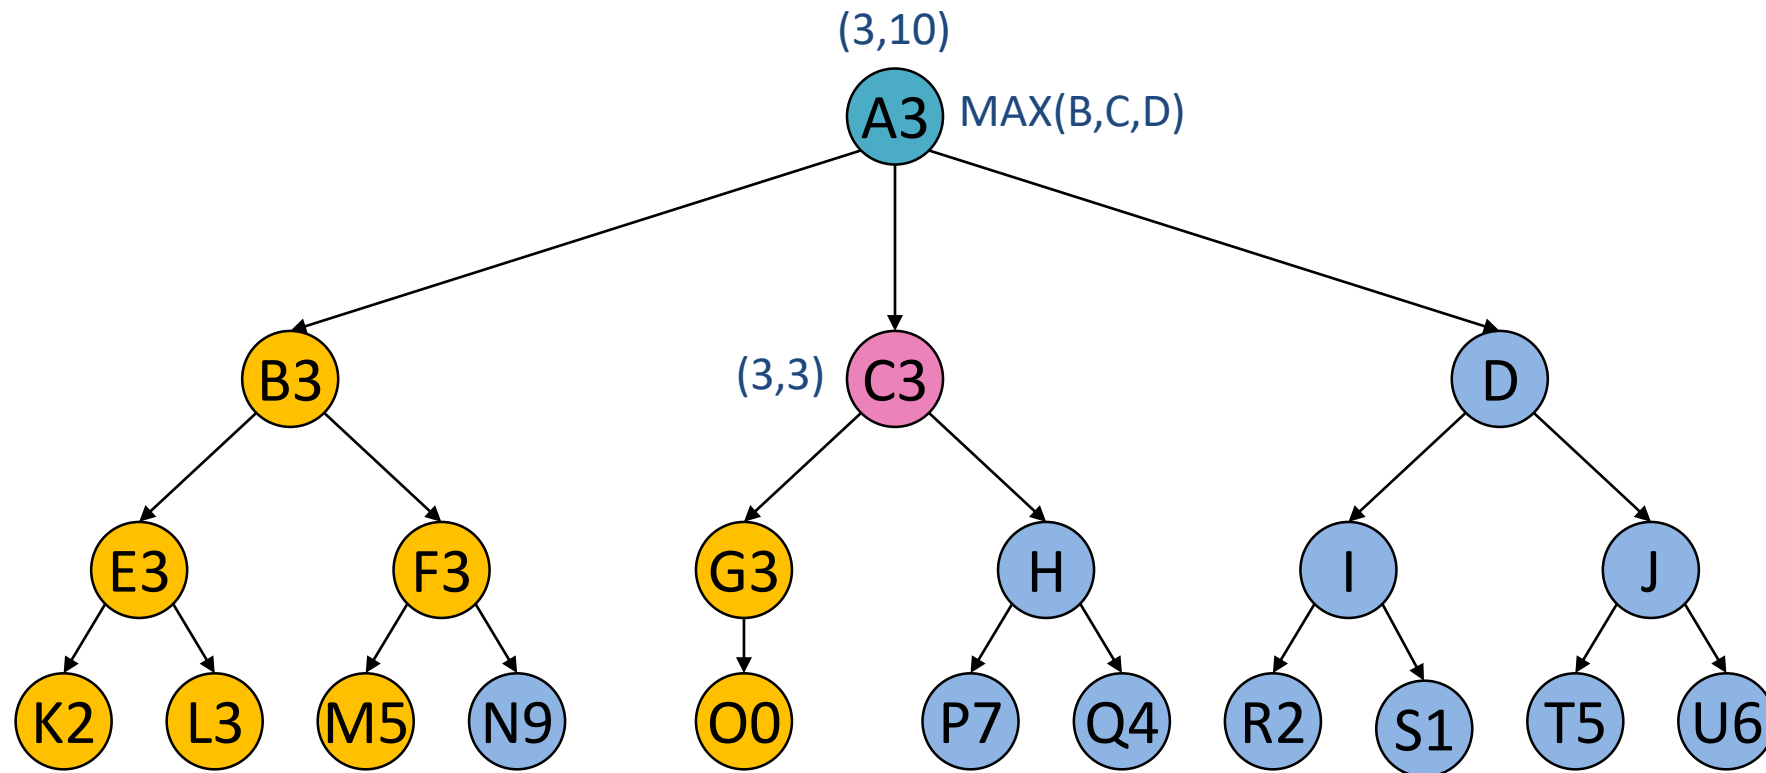 (3,10)
A3 MAX(B,C,D)
B3 (3,3) C3 D
E3 F3 G3 H I J
K2 L3 M5 N9 O0 P7 Q4 R2 S1 T5 U6